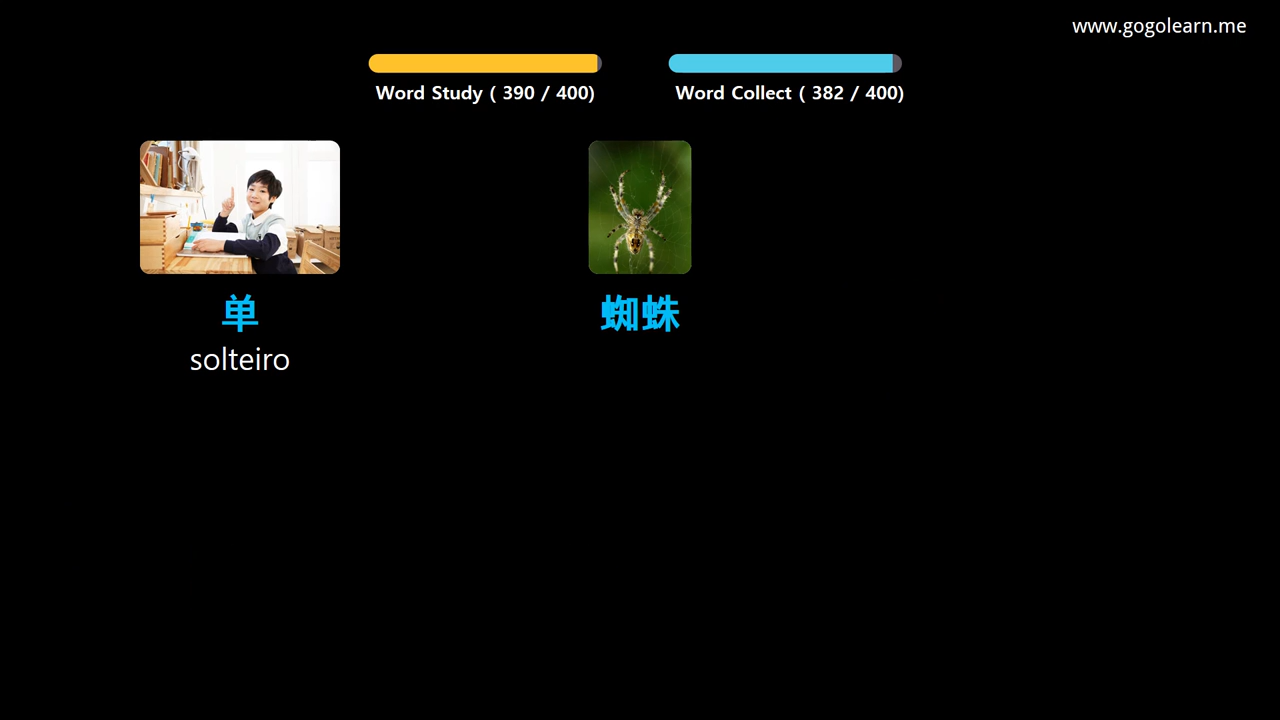 www.gogolearn.me
Word Study ( 390 / 400)
Word Collect ( 382 / 400)
单
solteiro
蜘蛛